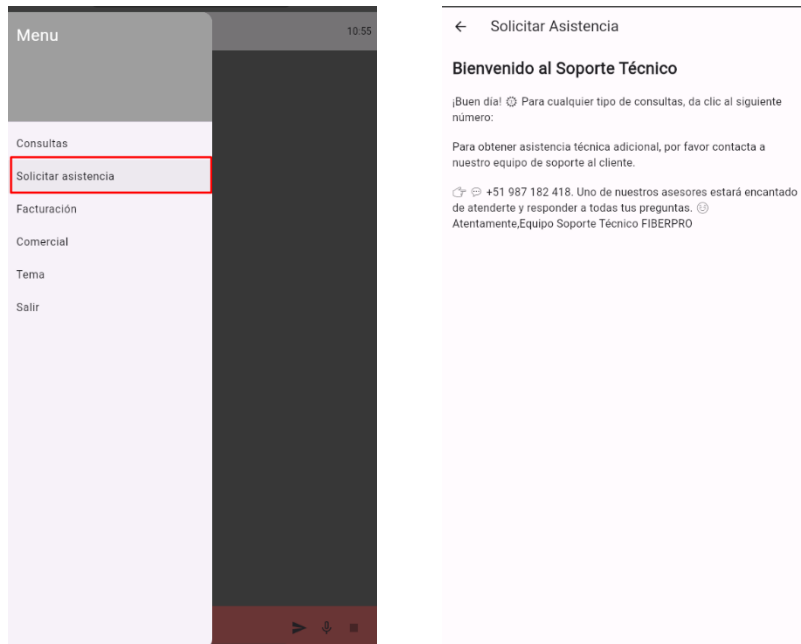 Menu
10:55
Consultas
Solicitar asistencia
Facturación
Comercial
Tema
Salir
← Solicitar Asistencia
Bienvenido al Soporte Técnico
¡Buen día! ⚙️ Para cualquier tipo de consultas, da clic al siguiente
número:
Para obtener asistencia técnica adicional, por favor contacta a
nuestro equipo de soporte al cliente.
👉 💬 +51 987 182 418. Uno de nuestros asesores estará encantado
de atenderte y responder a todas tus preguntas. 😊
Atentamente,Equipo Soporte Técnico FIBERPRO